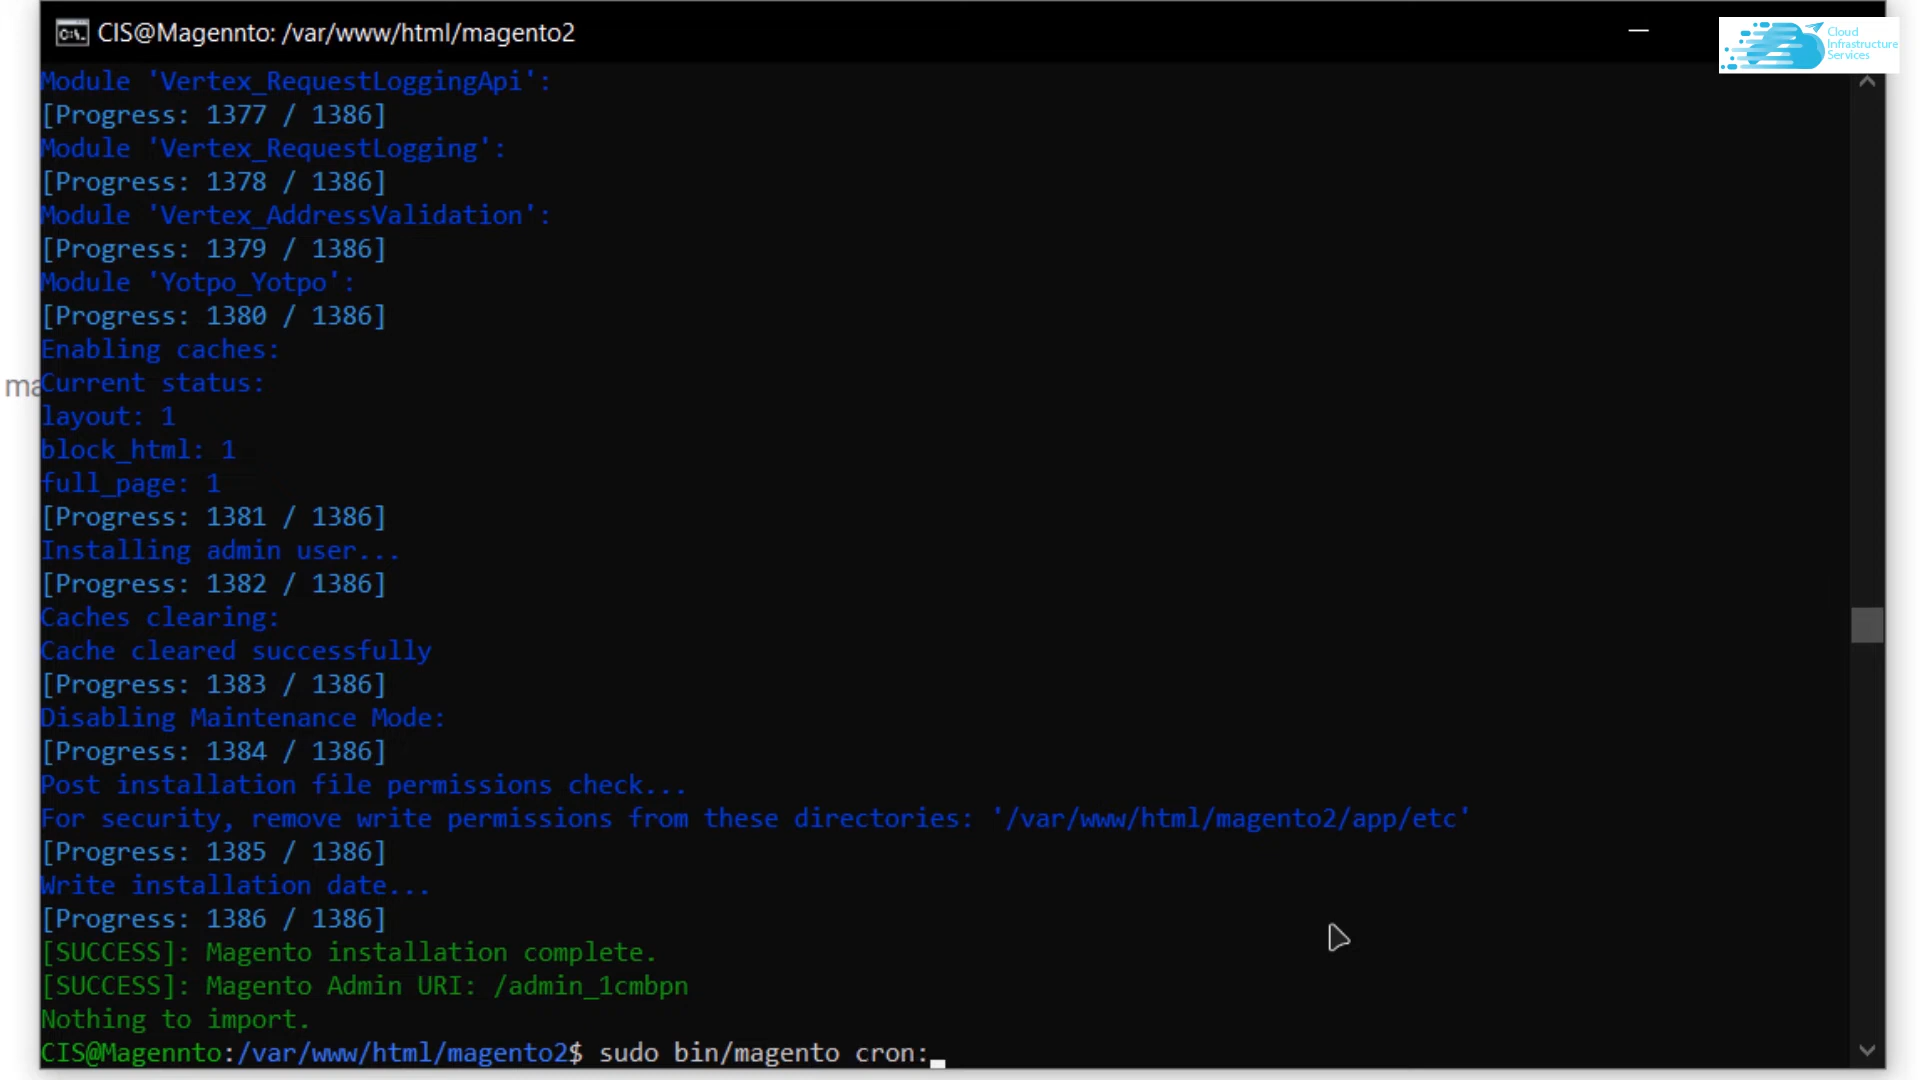 CIS@Magennto: /var/www/html/magento2
Cloud
Infrastructure
Services
Module 'Vertex_RequestLoggingApi':
[Progress: 1377 / 1386]
Module 'Vertex_RequestLogging':
[Progress: 1378 / 1386]
Module 'Vertex_AddressValidation':
[Progress: 1379 / 1386]
Module 'Yotpo_Yotpo':
[Progress: 1380 / 1386]
Enabling caches:
ma
Current status:
layout: 1
block_html: 1
full_page: 1
[Progress: 1381 / 1386]
Installing admin user...
[Progress: 1382 / 1386]
Caches clearing:
Cache cleared successfully
[Progress: 1383 / 1386]
Disabling Maintenance Mode:
[Progress: 1384 / 1386]
Post installation file permissions check...
For security, remove write permissions from these directories: '/var/www/html/magento2/app/etc'
[Progress: 1385 / 1386]
Write installation date...
[Progress: 1386 / 1386]
[SUCCESS]: Magento installation complete.
[SUCCESS]: Magento Admin URI: /admin_1cmbpn
Nothing to import.
CIS@Magennto:/var/www/html/magento2$ sudo bin/magento cron: